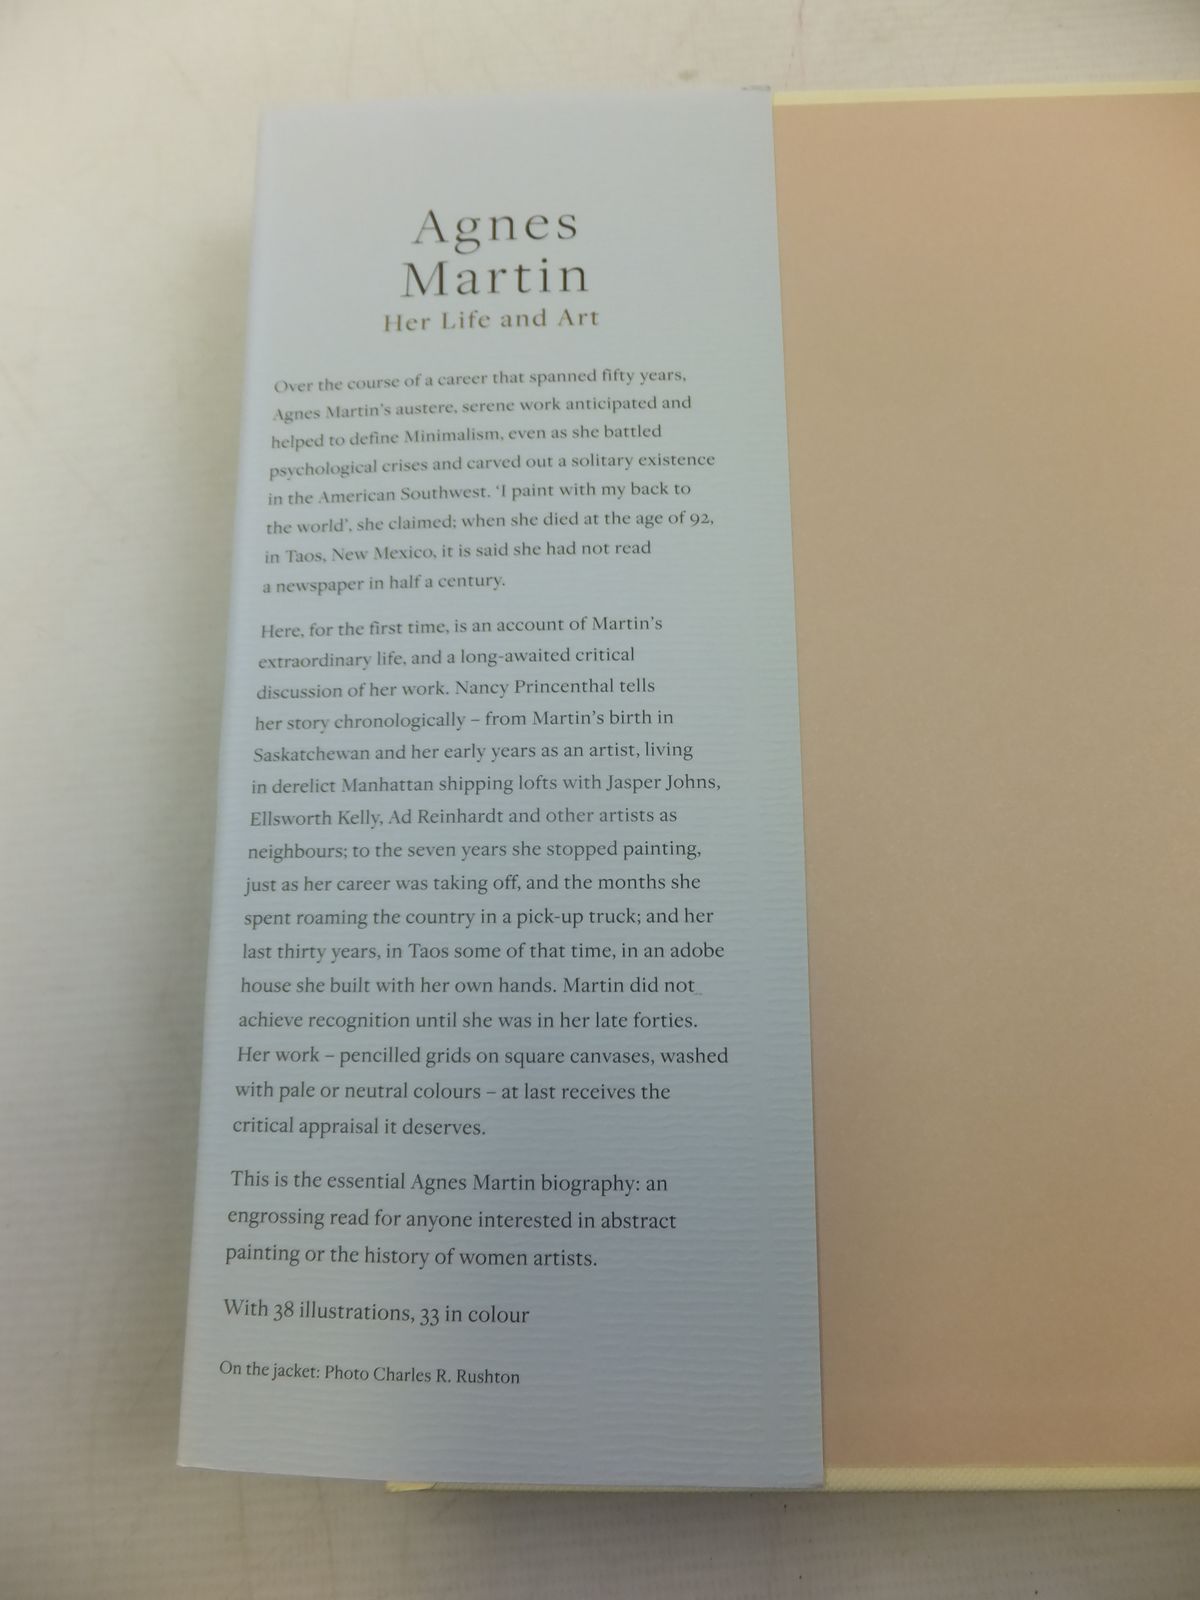 Agnes
Martin
Her Life and Art
Over the course of a career that spanned fifty years,
Agnes Martin's austere, serene work anticipated and
helped to define Minimalism, even as she battled
psychological crises and carved out a solitary existence
in the American Southwest. 'I paint with my back to
the world', she claimed; when she died at the age of 92,
in Taos, New Mexico, it is said she had not read
a newspaper in half a century.
Here, for the first time, is an account of Martin's
extraordinary life, and a long-awaited critical
discussion of her work. Nancy Princenthal tells
her story chronologically – from Martin's birth in
Saskatchewan and her early years as an artist, living
in derelict Manhattan shipping lofts with Jasper Johns,
Ellsworth Kelly, Ad Reinhardt and other artists as
neighbours; to the seven years she stopped painting,
just as her career was taking off, and the months she
spent roaming the country in a pick-up truck; and her
last thirty years, in Taos some of that time, in an adobe
house she built with her own hands. Martin did not
achieve recognition until she was in her late forties.
Her work – pencilled grids on square canvases, washed
with pale or neutral colours – at last receives the
critical appraisal it deserves.
This is the essential Agnes Martin biography: an
engrossing read for anyone interested in abstract
painting or the history of women artists.
With 38 illustrations, 33 in colour
On the jacket: Photo Charles R. Rushton